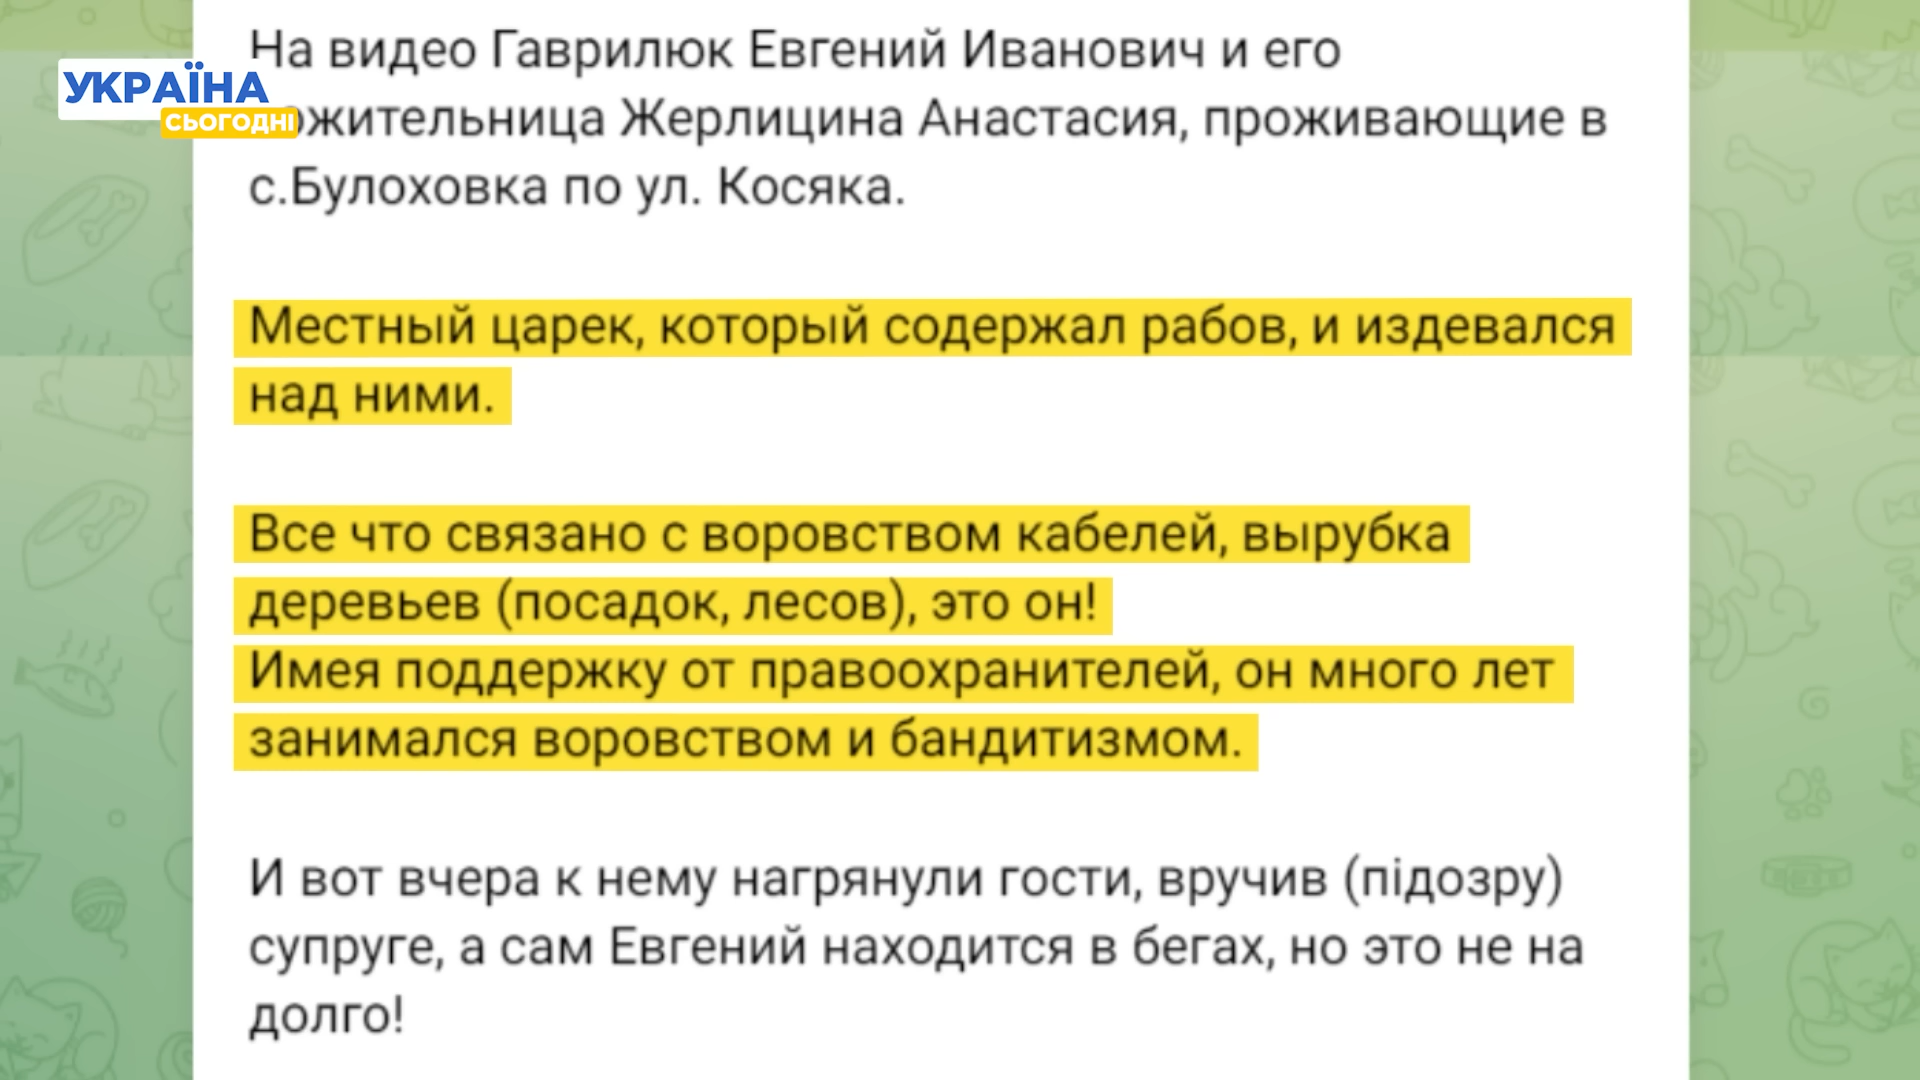 На видео Гаврилюк Евгений Иванович и его
УКРАЇНА
СЬОГОДНІ
Жерлицина Анастасия, проживающие в
с.Булоховка по ул. Косяка.
Местный царек, который содержал рабов, и издевался
над ними.
Все что связано с воровством кабелей, вырубка
деревьев (посадок, лесов), это он!
Имея поддержку от правоохранителей, он много лет
занимался воровством и бандитизмом.
И вот вчера к нему нагрянули гости, вручив (підозру)
супруге, а сам Евгений находится в бегах, но это не на
долго!